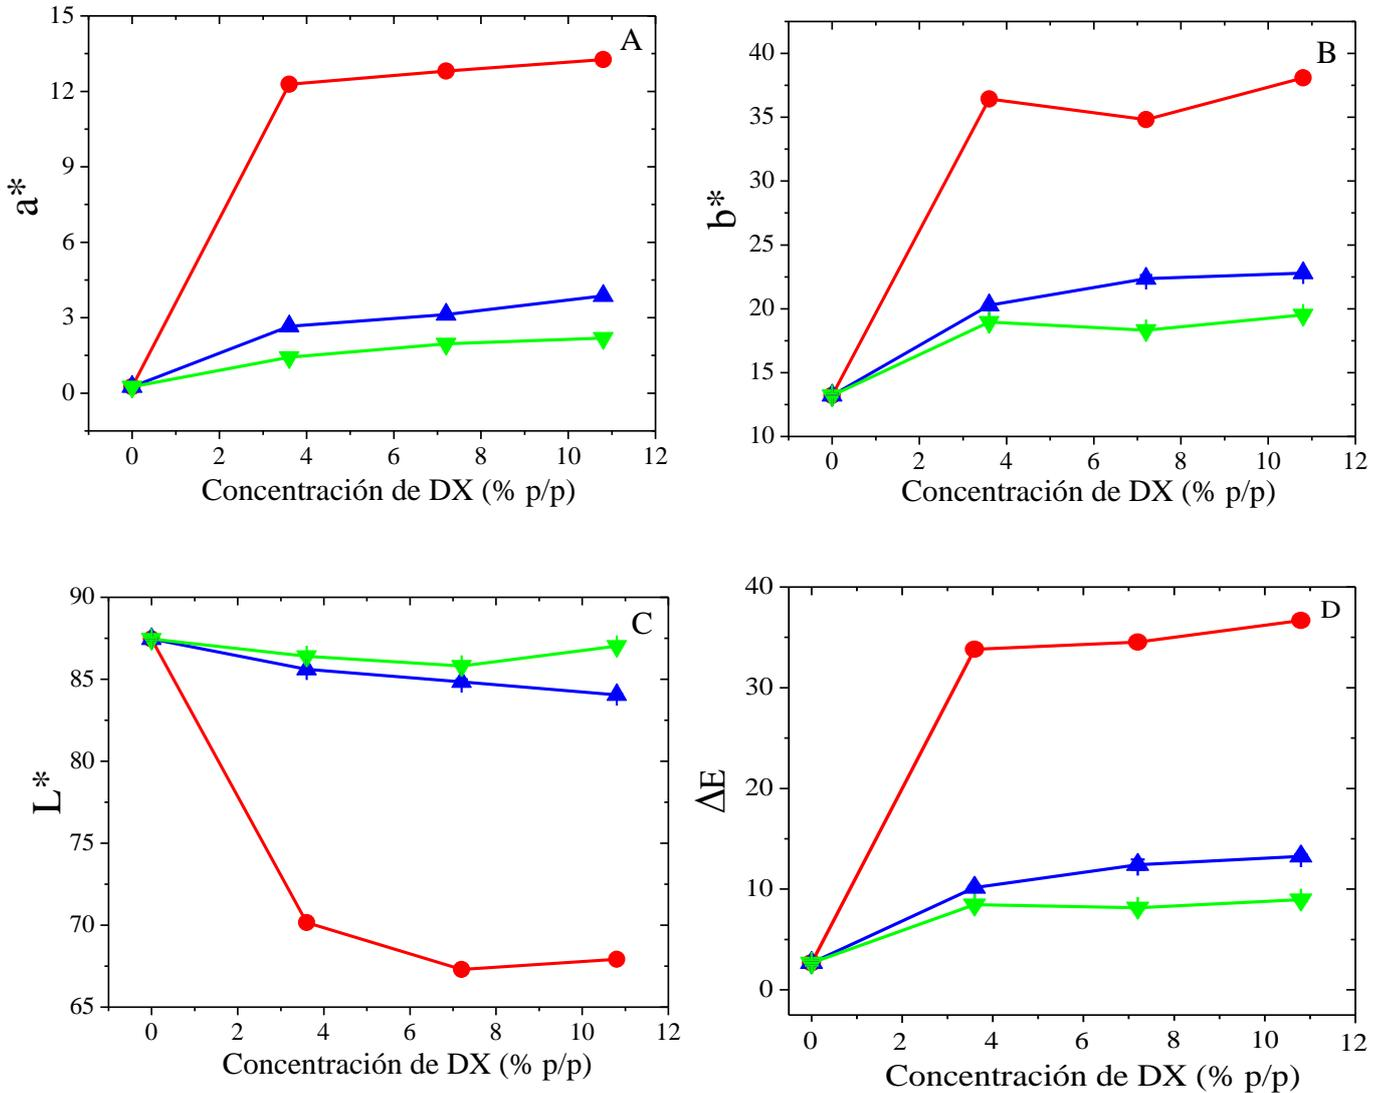 15
12
9
6
3
0
a*
A
0 2 4 6 8 10 12
Concentración de DX (% p/p)
40
35
30
25
20
15
10
b*
B
0 2 4 6 8 10 12
Concentración de DX (% p/p)
90
85
80
75
70
65
L*
C
0 2 4 6 8 10 12
Concentración de DX (% p/p)
40
30
20
10
0
ΔE
D
0 2 4 6 8 10 12
Concentración de DX (% p/p)